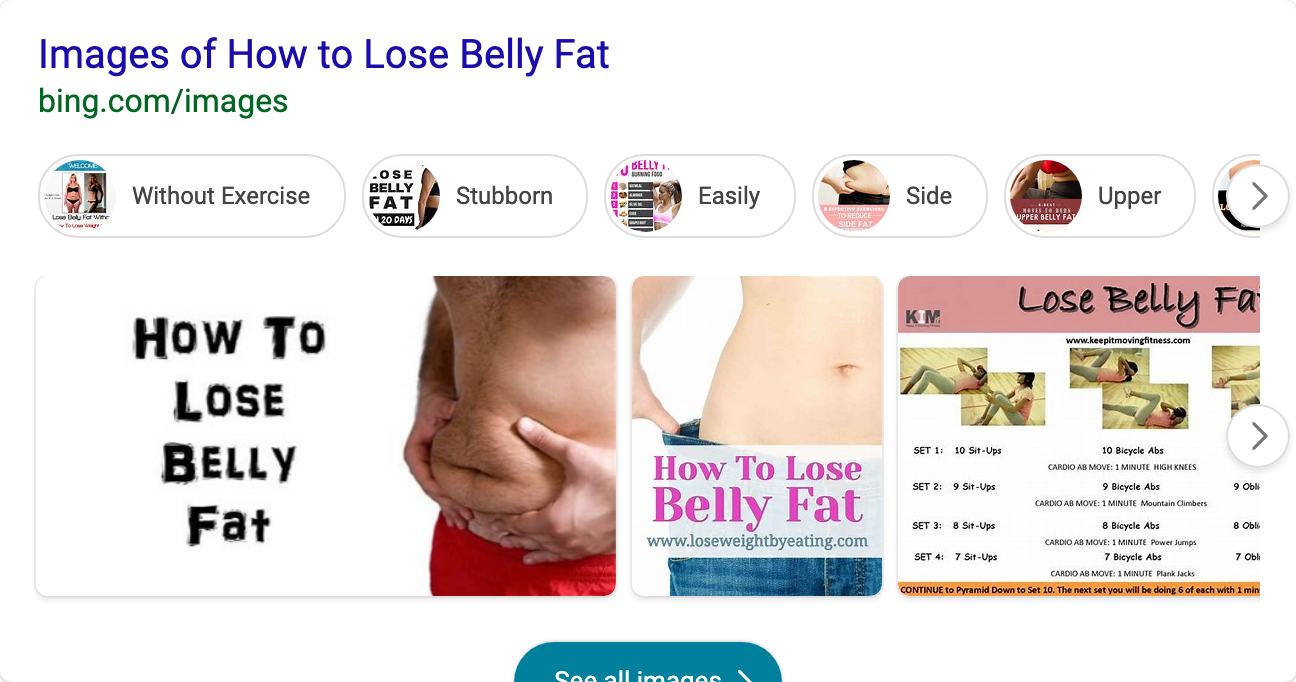 Images of How to Lose Belly Fat
bing.com/images
WELCOME
Lose Belly Fat With
How To Lose Weight
Without Exercise
LOSE
BELLY
FAT
20 DAYS
Stubborn
BELLY
BURNING FOOD
Easily
TO REDUCE
SIDE FAT
Side
MOVES TO DEBU
UPPER BELLY FAT
Upper
How To
Lose
Belly
Fat
How To Lose
Belly Fat
www.loseweightbyeating.com
KIM
Lose Belly Fat
www.keepitmovingfitness.com
SET 1: 10 Sit-Ups 10 Bicycle Abs
CARDIO AB MOVE: 1 MINUTE HIGH KNEES
SET 2: 9 Sit-Ups 9 Bicycle Abs 9 Obli
CARDIO AB MOVE: 1 MINUTE Mountain Climbers
SET 3: 8 Sit-Ups 8 Bicycle Abs 8 Obli
CARDIO AB MOVE: 1 MINUTE Power Jumps
SET 4: 7 Sit-Ups 7 Bicycle Abs 7 Obli
CARDIO AB MOVE: 1 MINUTE Plank Jacks
CONTINUE to Pyramid Down to Set 10. The next set you will be doing 6 of each with 1 min
See all images